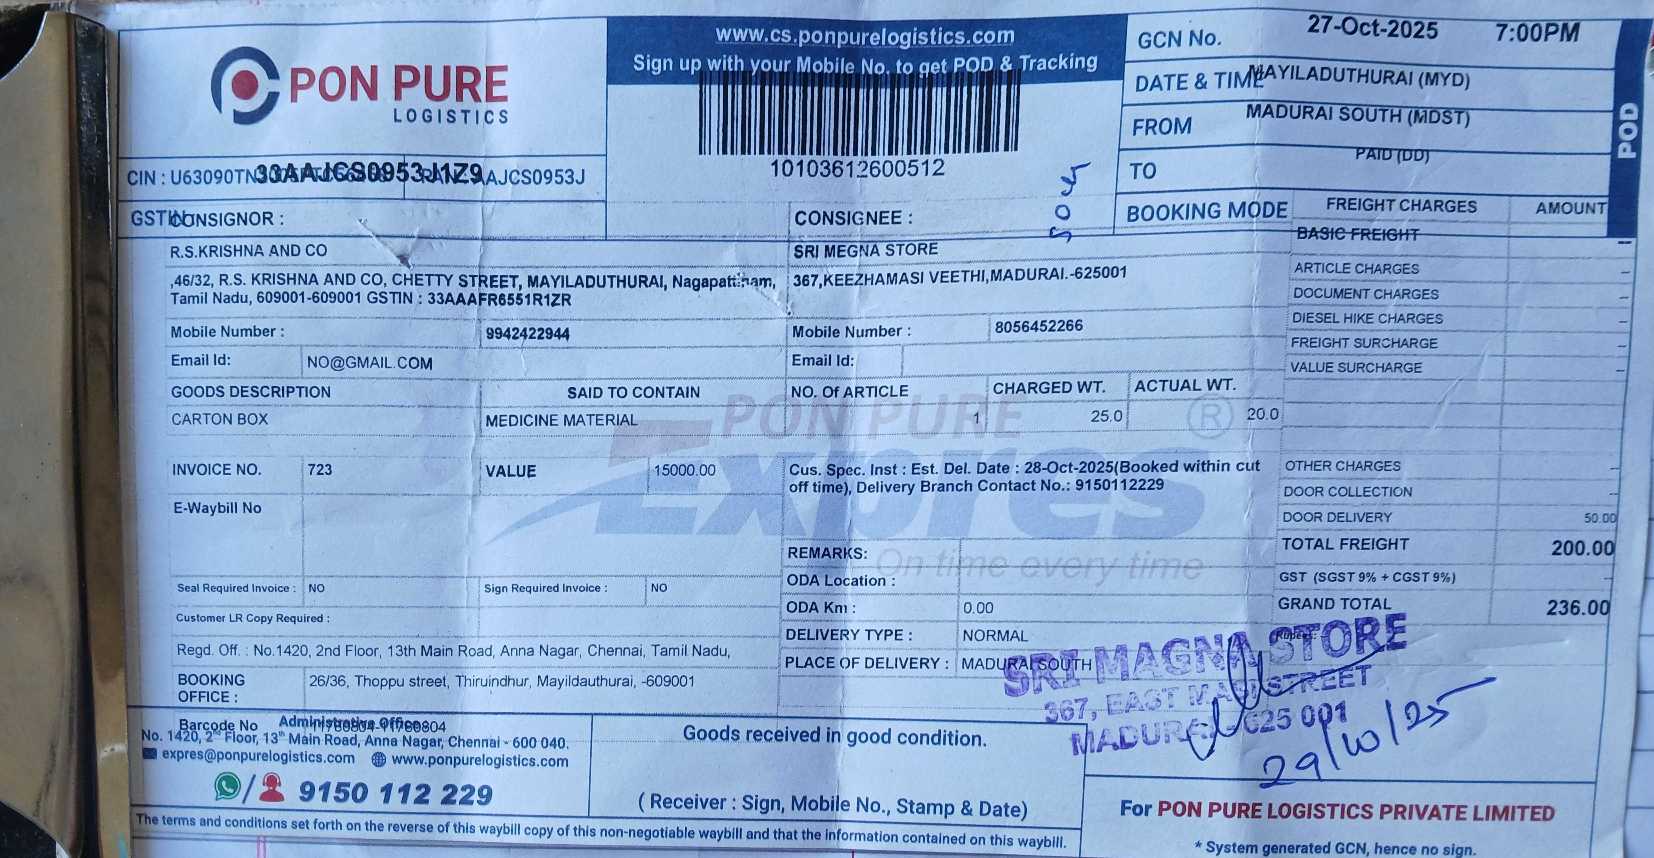 PON PURE
LOGISTICS
www.cs.ponpurelogistics.com
Sign up with your Mobile No. to get POD & Tracking
10103612600512
GCN No. 27-Oct-2025 7:00PM
DATE & TIME MAYILADUTHURAI (MYD)
FROM MADURAI SOUTH (MDST)
TO PAID (DD)
BOOKING MODE
POD
CIN : U63090TN
33AAJCS0953J1Z9
AAJCS0953J
GSTIN
5045
CONSIGNOR :
R.S.KRISHNA AND CO
,46/32, R.S. KRISHNA AND CO, CHETTY STREET, MAYILADUTHURAI, Nagapattinam,
Tamil Nadu, 609001-609001 GSTIN : 33AAAFR6551R1ZR
Mobile Number : 9942422944
Email Id: NO@GMAIL.COM
CONSIGNEE :
SRI MEGNA STORE
367,KEEZHAMASI VEETHI,MADURAI.-625001
Mobile Number : 8056452266
Email Id:
GOODS DESCRIPTION SAID TO CONTAIN NO. Of ARTICLE CHARGED WT. ACTUAL WT.
CARTON BOX MEDICINE MATERIAL 1 25.0 20.0
PON PURE ®
Expres
On time every time
INVOICE NO. 723 VALUE 15000.00
E-Waybill No
Cus. Spec. Inst : Est. Del. Date : 28-Oct-2025(Booked within cut
off time), Delivery Branch Contact No.: 9150112229
REMARKS:
ODA Location :
ODA Km : 0.00
DELIVERY TYPE : NORMAL
PLACE OF DELIVERY : MADURAI SOUTH
Seal Required Invoice : NO Sign Required Invoice : NO
Customer LR Copy Required :
Regd. Off. : No.1420, 2nd Floor, 13th Main Road, Anna Nagar, Chennai, Tamil Nadu,
BOOKING
OFFICE :
26/36, Thoppu street, Thiruindhur, Mayildauthurai, -609001
FREIGHT CHARGES AMOUNT
BASIC FREIGHT --
ARTICLE CHARGES --
DOCUMENT CHARGES --
DIESEL HIKE CHARGES --
FREIGHT SURCHARGE --
VALUE SURCHARGE --
OTHER CHARGES --
DOOR COLLECTION --
DOOR DELIVERY 50.00
TOTAL FREIGHT 200.00
GST (SGST 9% + CGST 9%) --
GRAND TOTAL 236.00
Rupees:
SRI MAGNA STORE
367, EAST MASI STREET
MADURAI 625 001
29/10/25
Barcode No
Administrative Office
No. 1420, 2nd Floor, 13th Main Road, Anna Nagar, Chennai - 600 040.
expres@ponpurelogistics.com www.ponpurelogistics.com
9150 112 229
Goods received in good condition.
( Receiver : Sign, Mobile No., Stamp & Date)
For PON PURE LOGISTICS PRIVATE LIMITED
* System generated GCN, hence no sign.
The terms and conditions set forth on the reverse of this waybill copy of this non-negotiable waybill and that the information contained on this waybill.